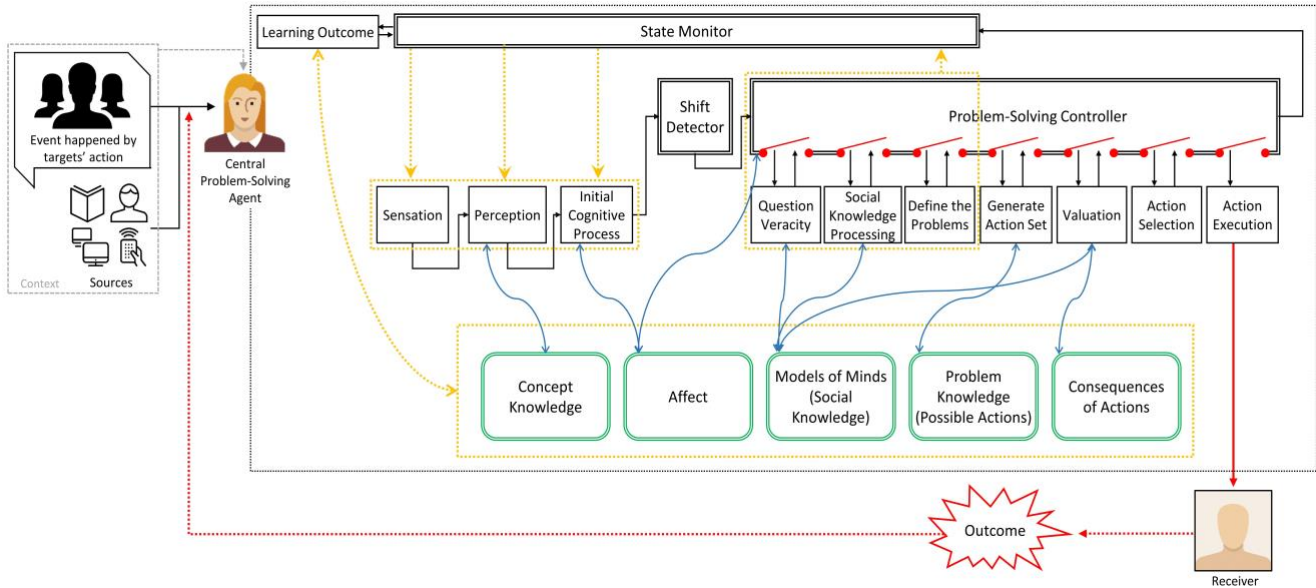 Learning Outcome
State Monitor
Event happened by
targets' action
Central
Problem-Solving
Agent
Sources
Context
Shift
Detector
Problem-Solving Controller
Sensation
Perception
Initial
Cognitive
Process
Question
Veracity
Social
Knowledge
Processing
Define the
Problems
Generate
Action Set
Valuation
Action
Selection
Action
Execution
Concept
Knowledge
Affect
Models of Minds
(Social
Knowledge)
Problem
Knowledge
(Possible Actions)
Consequences
of Actions
Outcome
Receiver